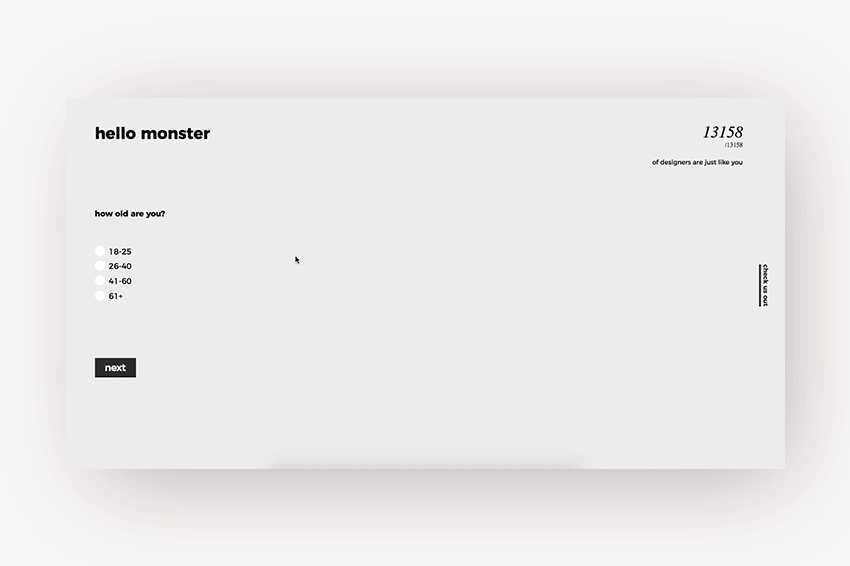 hello monster
13158
/13158
of designers are just like you
how old are you?
18-25
26-40
41-60
61+
check us out
next